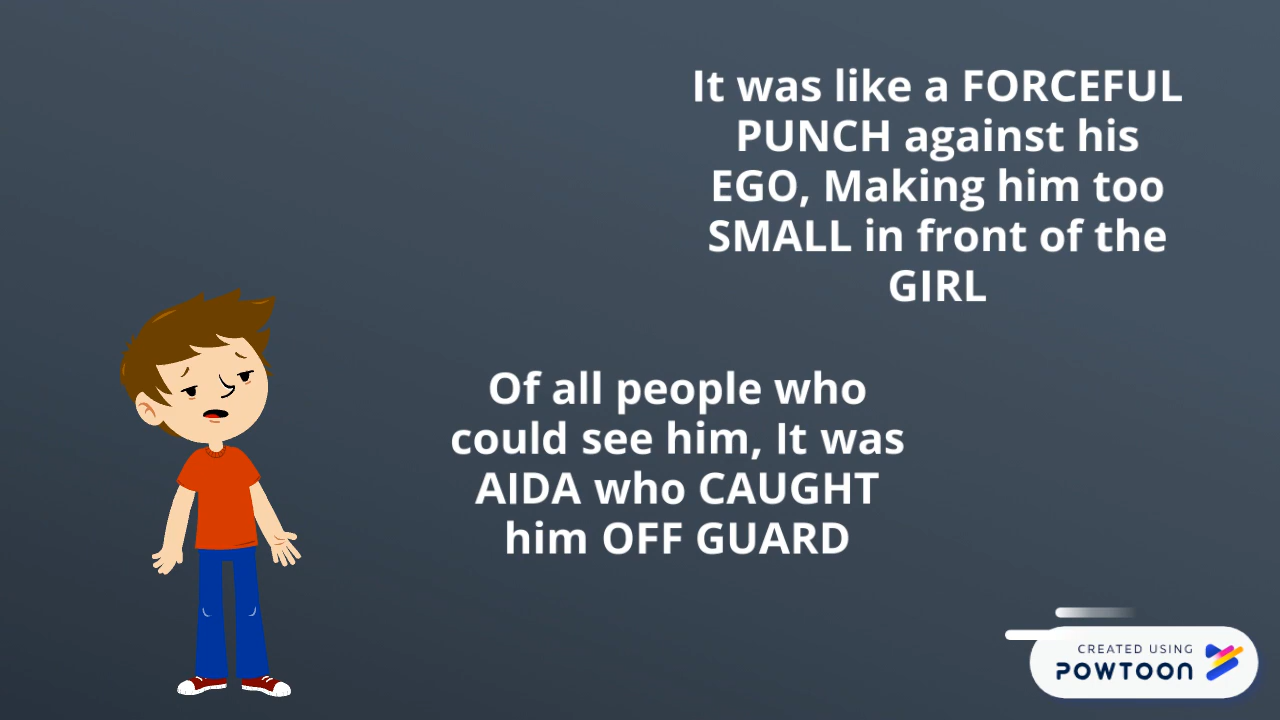 It was like a FORCEFUL
PUNCH against his
EGO, Making him too
SMALL in front of the
GIRL
Of all people who
could see him, It was
AIDA who CAUGHT
him OFF GUARD
CREATED USING
POWTOON